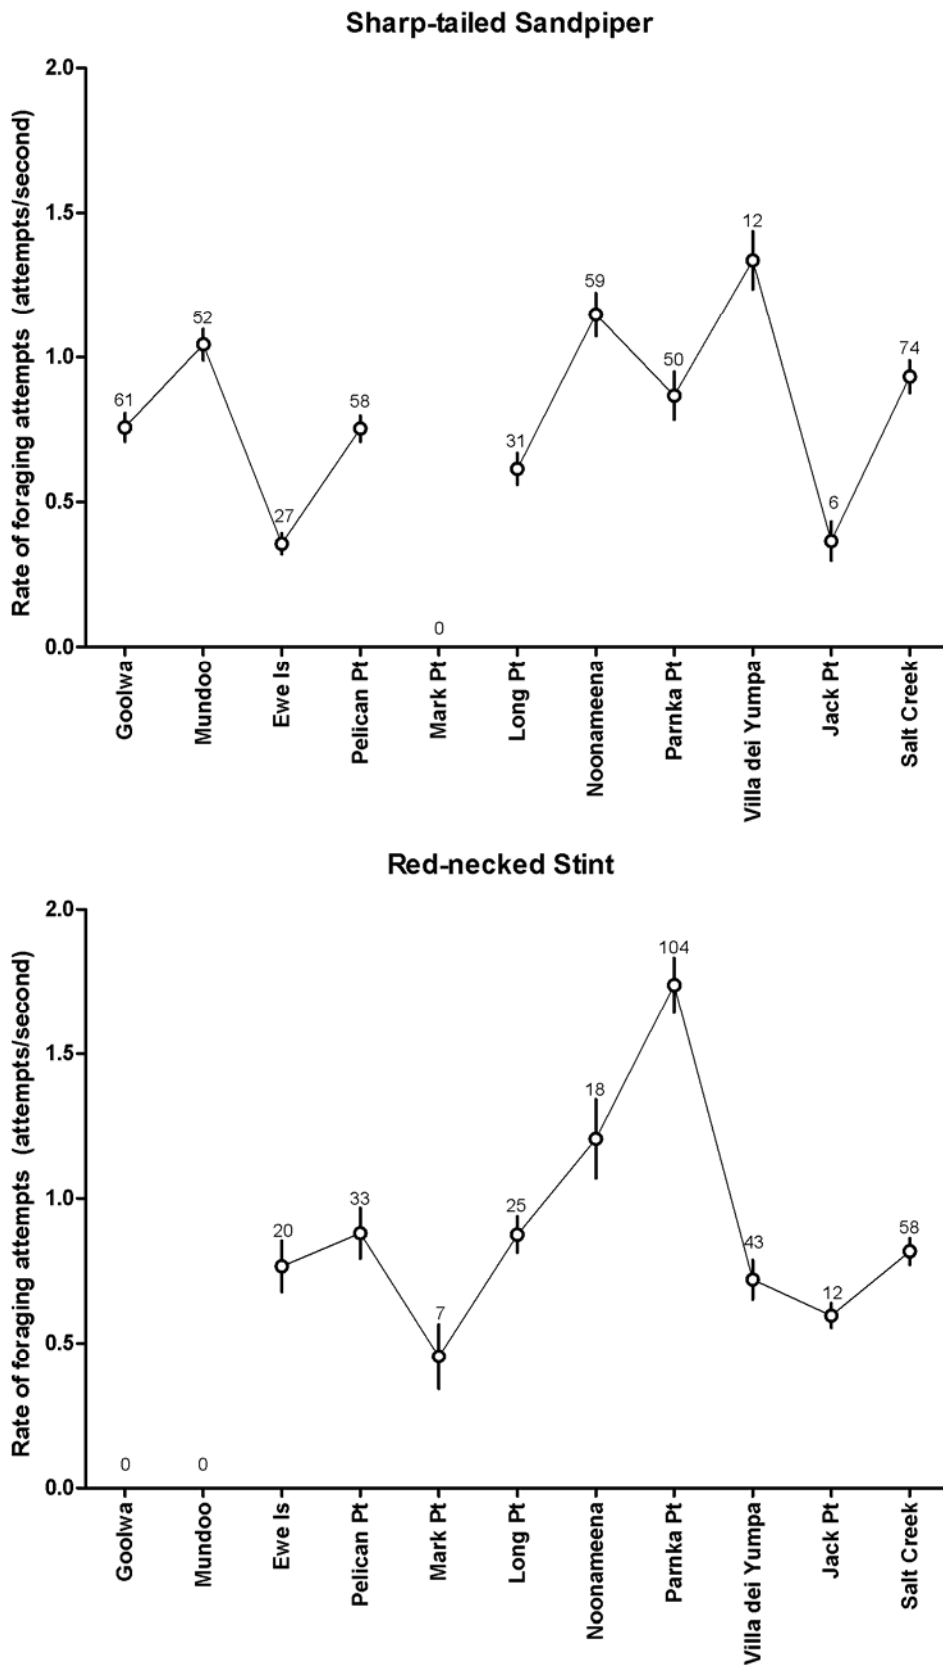 Sharp-tailed Sandpiper
Rate of foraging attempts (attempts/second)
2.0
1.5
1.0
0.5
0.0
61
52
27
58
0
31
59
50
12
6
74
Goolwa
Mundoo
Ewe Is
Pelican Pt
Mark Pt
Long Pt
Noonameena
Parnka Pt
Villa dei Yumpa
Jack Pt
Salt Creek
Red-necked Stint
Rate of foraging attempts (attempts/second)
2.0
1.5
1.0
0.5
0.0
0
0
20
33
7
25
18
104
43
12
58
Goolwa
Mundoo
Ewe Is
Pelican Pt
Mark Pt
Long Pt
Noonameena
Parnka Pt
Villa dei Yumpa
Jack Pt
Salt Creek